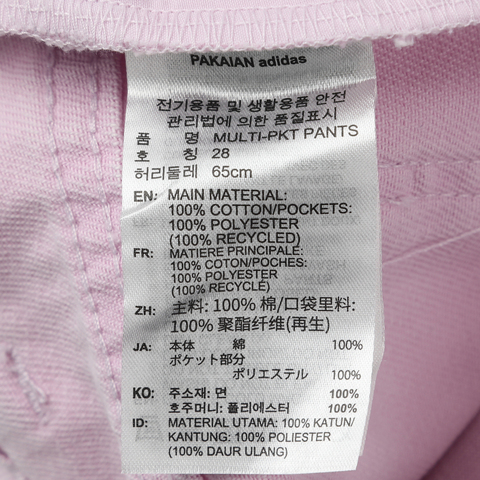 PAKAIAN adidas
전기용품 및 생활용품 안전
관리법에 의한 품질표시
품 명 MULTI-PKT PANTS
호 칭 28
허리둘레 65cm
EN: MAIN MATERIAL:
100% COTTON/POCKETS:
100% POLYESTER
(100% RECYCLED)
FR: MATIERE PRINCIPALE:
100% COTON/POCHES:
100% POLYESTER
(100% RECYCLÉ)
ZH: 主料: 100% 棉/口袋里料:
100% 聚酯纤维(再生)
JA: 本体 綿 100%
ポケット部分
ポリエステル 100%
KO: 주소재: 면 100%
호주머니: 폴리에스터 100%
ID: MATERIAL UTAMA: 100% KATUN/
KANTUNG: 100% POLIESTER
(100% DAUR ULANG)